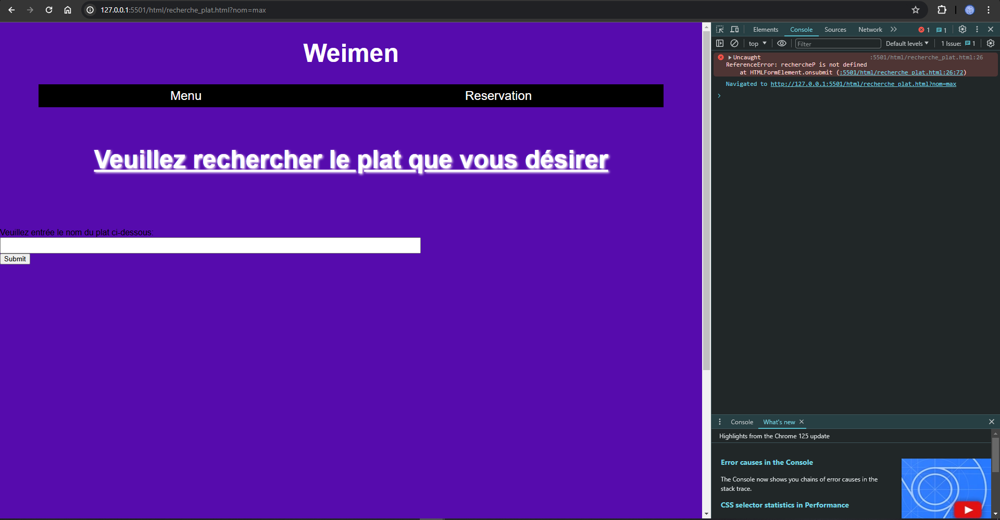 127.0.0.1:5501/html/recherche_plat.html?nom=max
Weimen
Menu Reservation
Veuillez rechercher le plat que vous désirer
Veuillez entrée le nom du plat ci-dessous:
Submit
Elements Console Sources Network 1 1
top Filter Default levels 1 Issue: 1
Uncaught :5501/html/recherche_plat.html:26
ReferenceError: rechercheP is not defined
at HTMLFormElement.onsubmit (:5501/html/recherche_plat.html:26:72)
Navigated to http://127.0.0.1:5501/html/recherche_plat.html?nom=max
Console What's new
Highlights from the Chrome 125 update
Error causes in the Console
The Console now shows you chains of error causes in the
stack trace.
CSS selector statistics in Performance